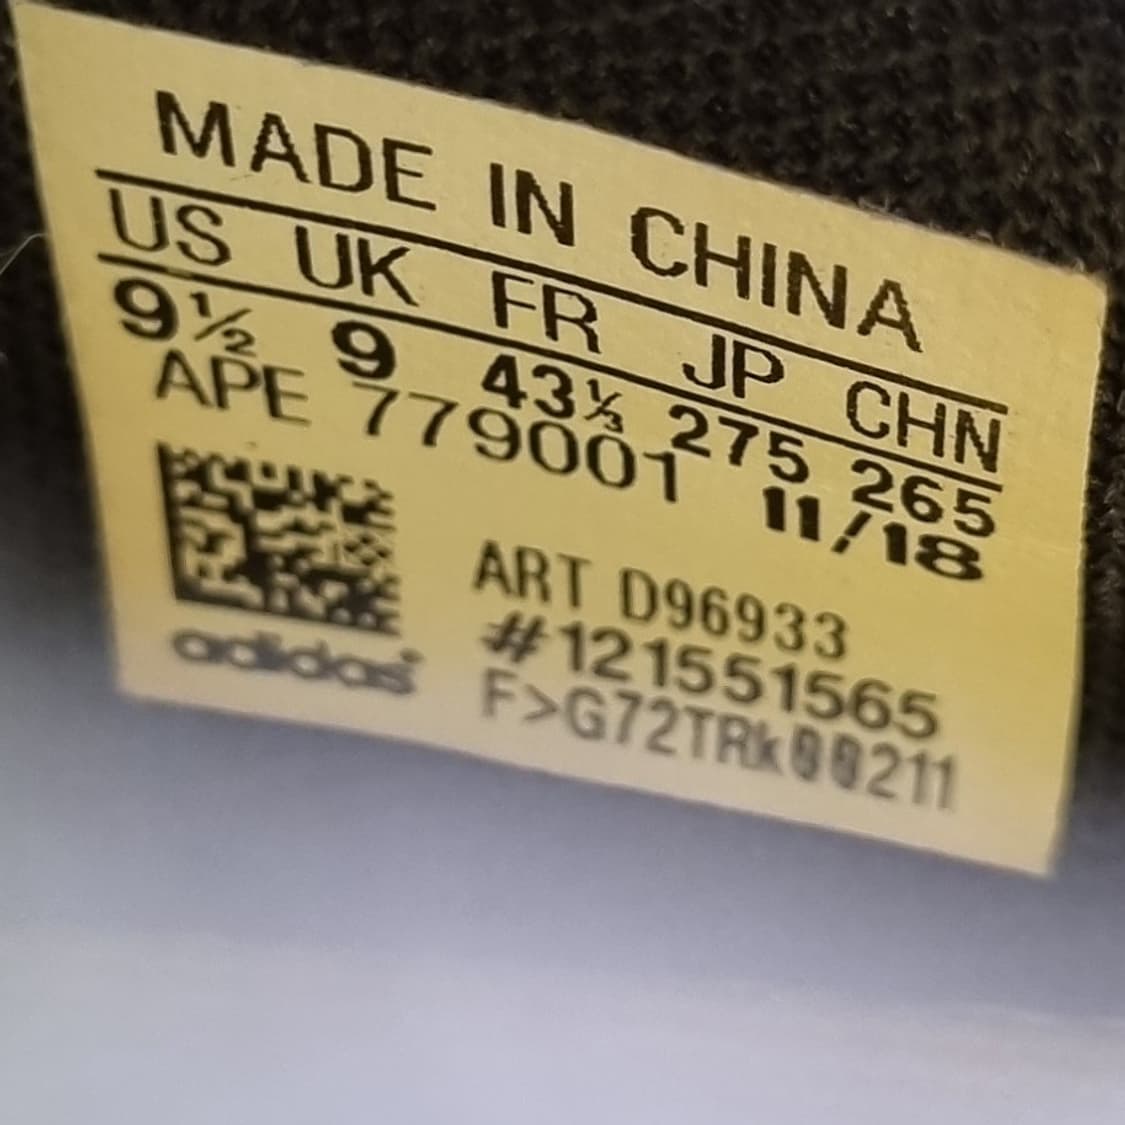 MADE IN CHINA
US UK FR JP CHN
9½ 9 43⅓ 275 265
APE 779001 11/18
ART D96933
#121551565
F>G72TRk00211
adidas